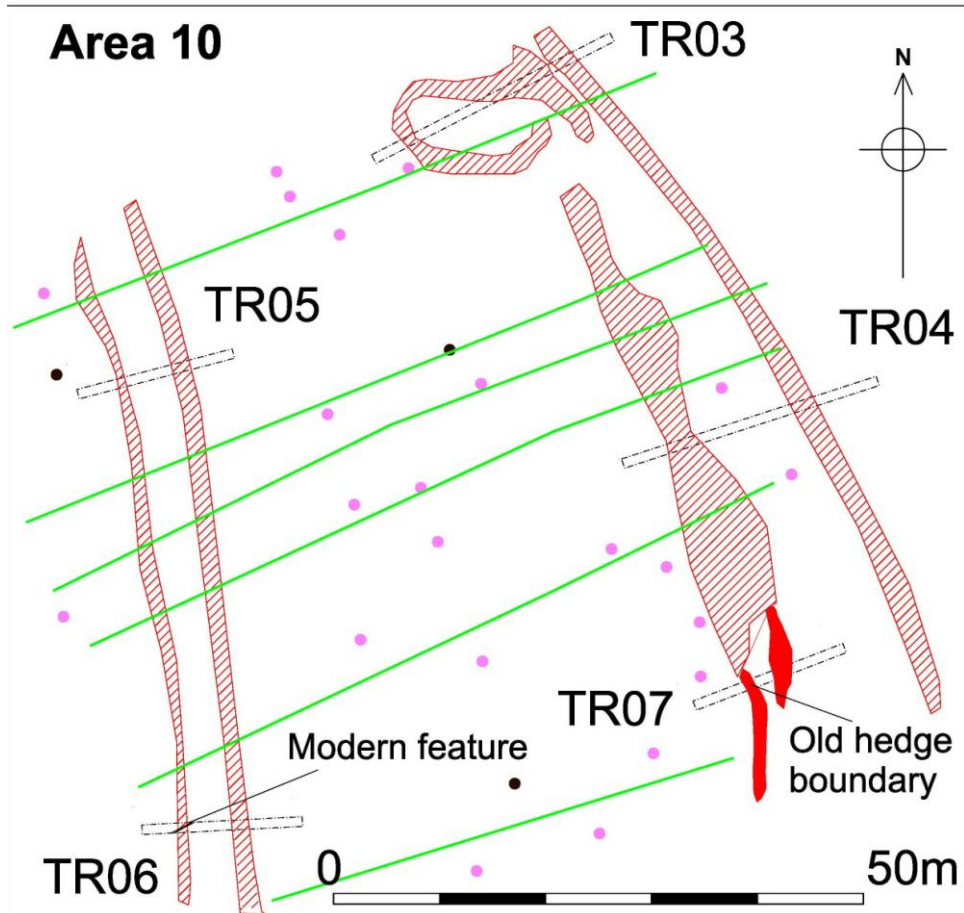 Area 10
TR03
N
TR05
TR04
TR07
Old hedge
boundary
Modern feature
TR06
0
50m